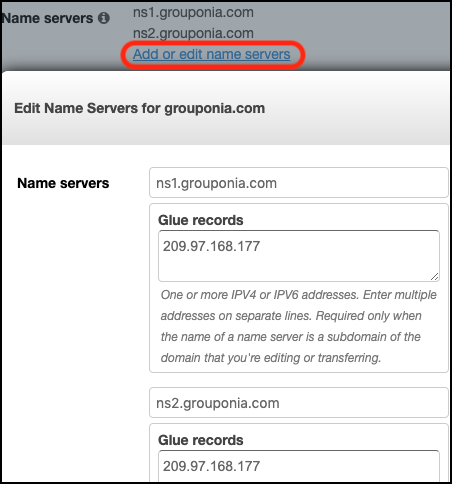 Name servers
ns1.grouponia.com
ns2.grouponia.com
Add or edit name servers
Edit Name Servers for grouponia.com
Name servers
ns1.grouponia.com
Glue records
209.97.168.177
One or more IPV4 or IPV6 addresses. Enter multiple
addresses on separate lines. Required only when
the name of a name server is a subdomain of the
domain that you're editing or transferring.
ns2.grouponia.com
Glue records
209.97.168.177